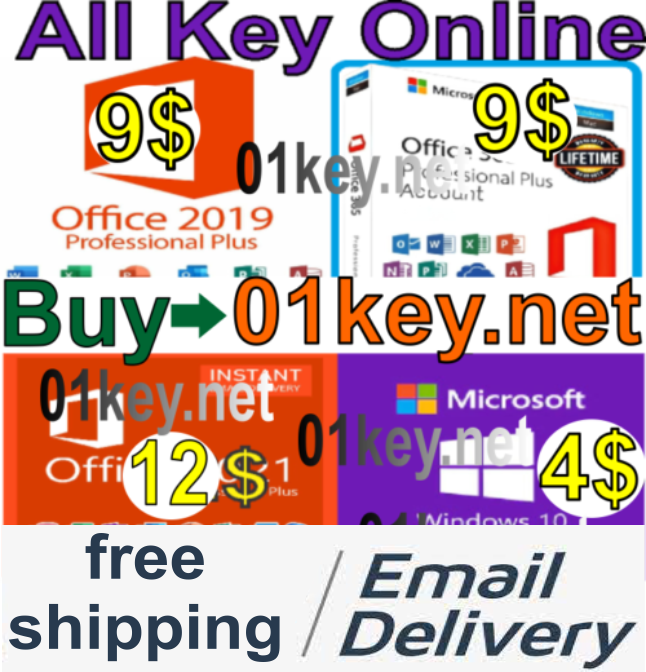 All Key Online
9$
9$
LIFETIME
01key.net
Office 2019
Professional Plus
Account
Buy 01key.net
INSTANT
01key.net
Microsoft
01key.net
12$
4$
Plus
Windows 10
free
shipping
Email
Delivery